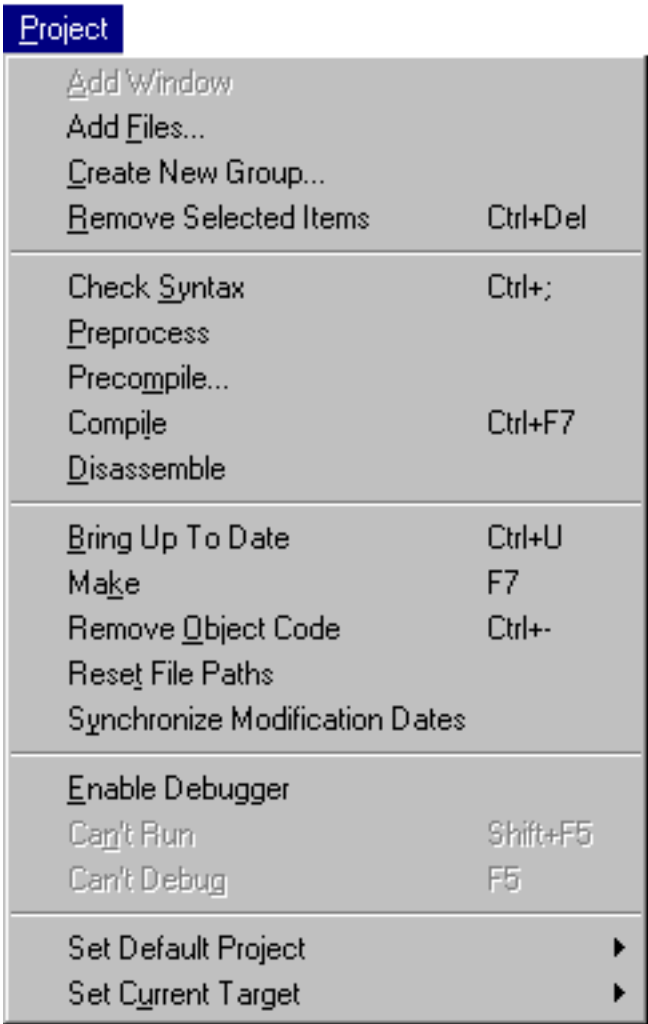 Project
Add Window
Add Files...
Create New Group...
Remove Selected Items Ctrl+Del
Check Syntax Ctrl+;
Preprocess
Precompile...
Compile Ctrl+F7
Disassemble
Bring Up To Date Ctrl+U
Make F7
Remove Object Code Ctrl+-
Reset File Paths
Synchronize Modification Dates
Enable Debugger
Can't Run Shift+F5
Can't Debug F5
Set Default Project
Set Current Target